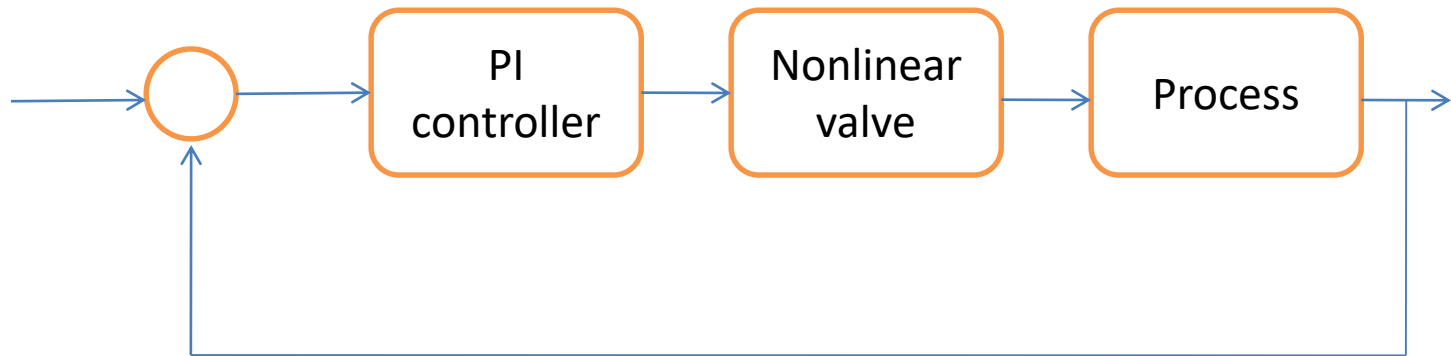 PI
controller
Nonlinear
valve
Process